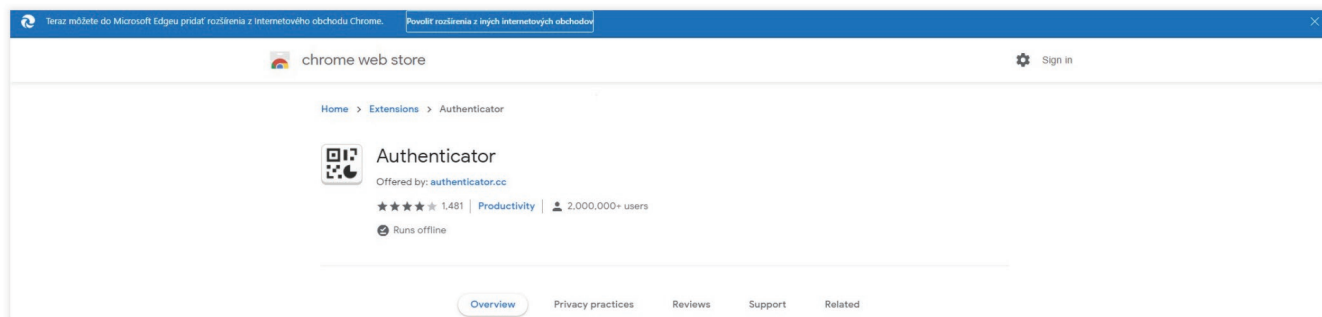 Teraz môžete do Microsoft Edgeu pridať rozšírenia z Internetového obchodu Chrome. Povoliť rozšírenia z iných internetových obchodov
chrome web store Sign in
Home > Extensions > Authenticator
Authenticator
Offered by: authenticator.cc
1,481 | Productivity | 2,000,000+ users
Runs offline
Overview Privacy practices Reviews Support Related